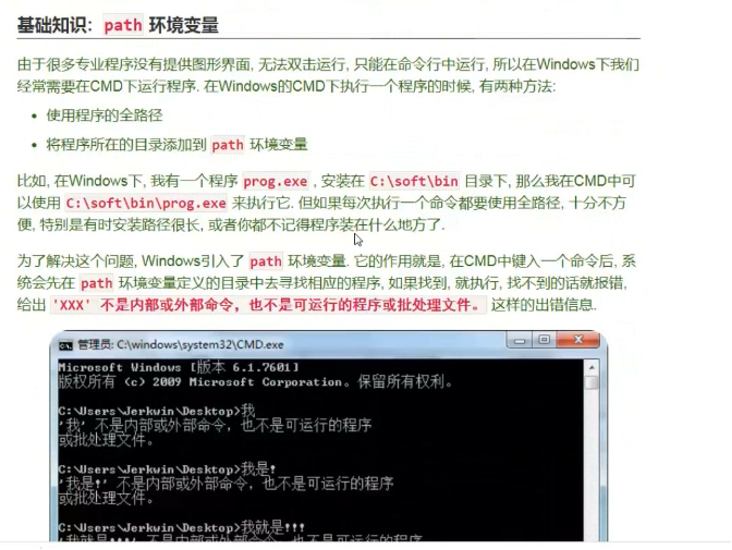 基础知识: path 环境变量
由于很多专业程序没有提供图形界面, 无法双击运行, 只能在命令行中运行, 所以在Windows下我们
经常需要在CMD下运行程序. 在Windows的CMD下执行一个程序的时候, 有两种方法:
• 使用程序的全路径
• 将程序所在的目录添加到 path 环境变量
比如, 在Windows下, 我有一个程序 prog.exe , 安装在 C:\soft\bin 目录下, 那么我在CMD中可
以使用 C:\soft\bin\prog.exe 来执行它. 但如果每次执行一个命令都要使用全路径, 十分不方
便, 特别是有时安装路径很长, 或者你都不记得程序装在什么地方了.
为了解决这个问题, Windows引入了 path 环境变量. 它的作用就是, 在CMD中键入一个命令后, 系
统会先在 path 环境变量定义的目录中去寻找相应的程序, 如果找到, 就执行, 找不到的话就报错,
给出 'XXX' 不是内部或外部命令，也不是可运行的程序或批处理文件。 这样的出错信息.
管理员: C:\windows\system32\CMD.exe
Microsoft Windows [版本 6.1.7601]
版权所有 (c) 2009 Microsoft Corporation。保留所有权利。
C:\Users\Jerkwin\Desktop>我
'我' 不是内部或外部命令，也不是可运行的程序
或批处理文件。
C:\Users\Jerkwin\Desktop>我是!
'我是!' 不是内部或外部命令，也不是可运行的程序
或批处理文件。
C:\Users\Jerkwin\Desktop>我就是!!!
'我就是!!!' 不是内部或外部命令，也不是可运行的程序